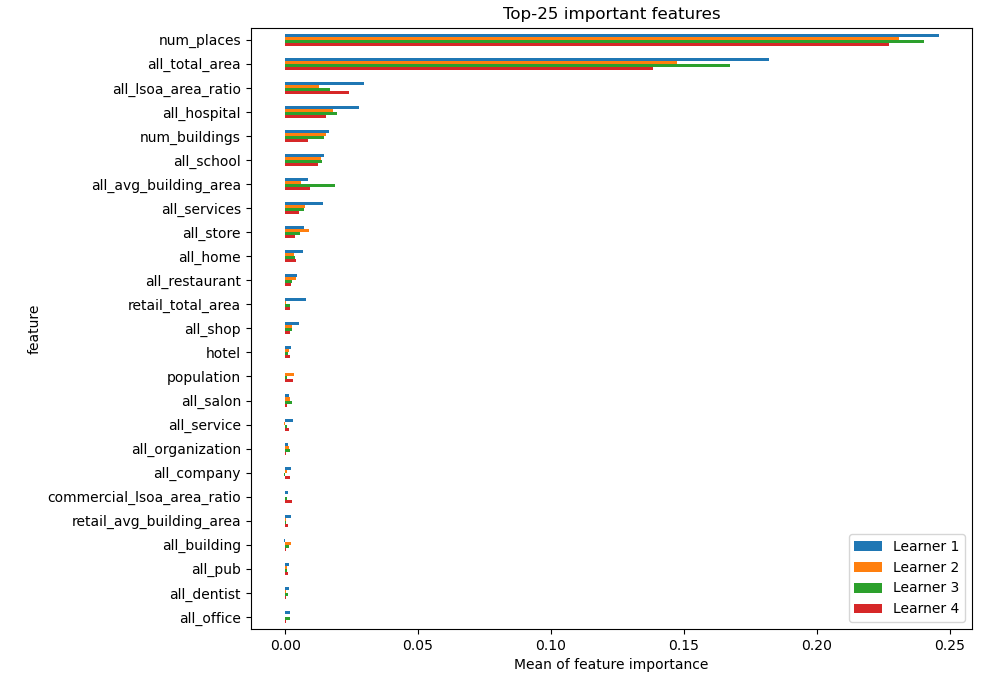 Top-25 important features
num_places
all_total_area
all_lsoa_area_ratio
all_hospital
num_buildings
all_school
all_avg_building_area
all_services
all_store
all_home
all_restaurant
retail_total_area
all_shop
hotel
population
all_salon
all_service
all_organization
all_company
commercial_lsoa_area_ratio
retail_avg_building_area
all_building
all_pub
all_dentist
all_office
feature
Learner 1
Learner 2
Learner 3
Learner 4
0.00 0.05 0.10 0.15 0.20 0.25
Mean of feature importance